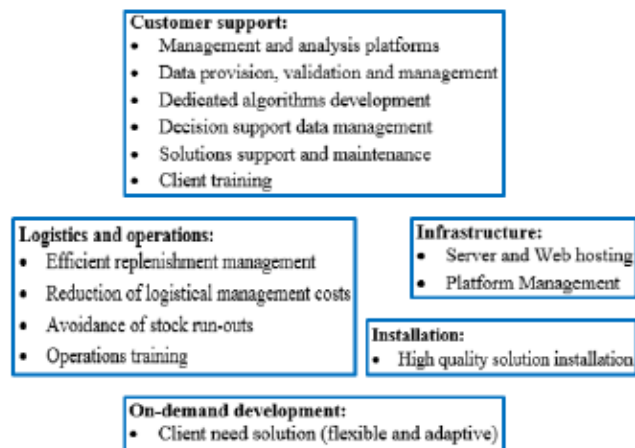 Customer support:
• Management and analysis platforms
• Data provision, validation and management
• Dedicated algorithms development
• Decision support data management
• Solutions support and maintenance
• Client training
Logistics and operations:
• Efficient replenishment management
• Reduction of logistical management costs
• Avoidance of stock run-outs
• Operations training
Infrastructure:
• Server and Web hosting
• Platform Management
Installation:
• High quality solution installation
On-demand development:
• Client need solution (flexible and adaptive)